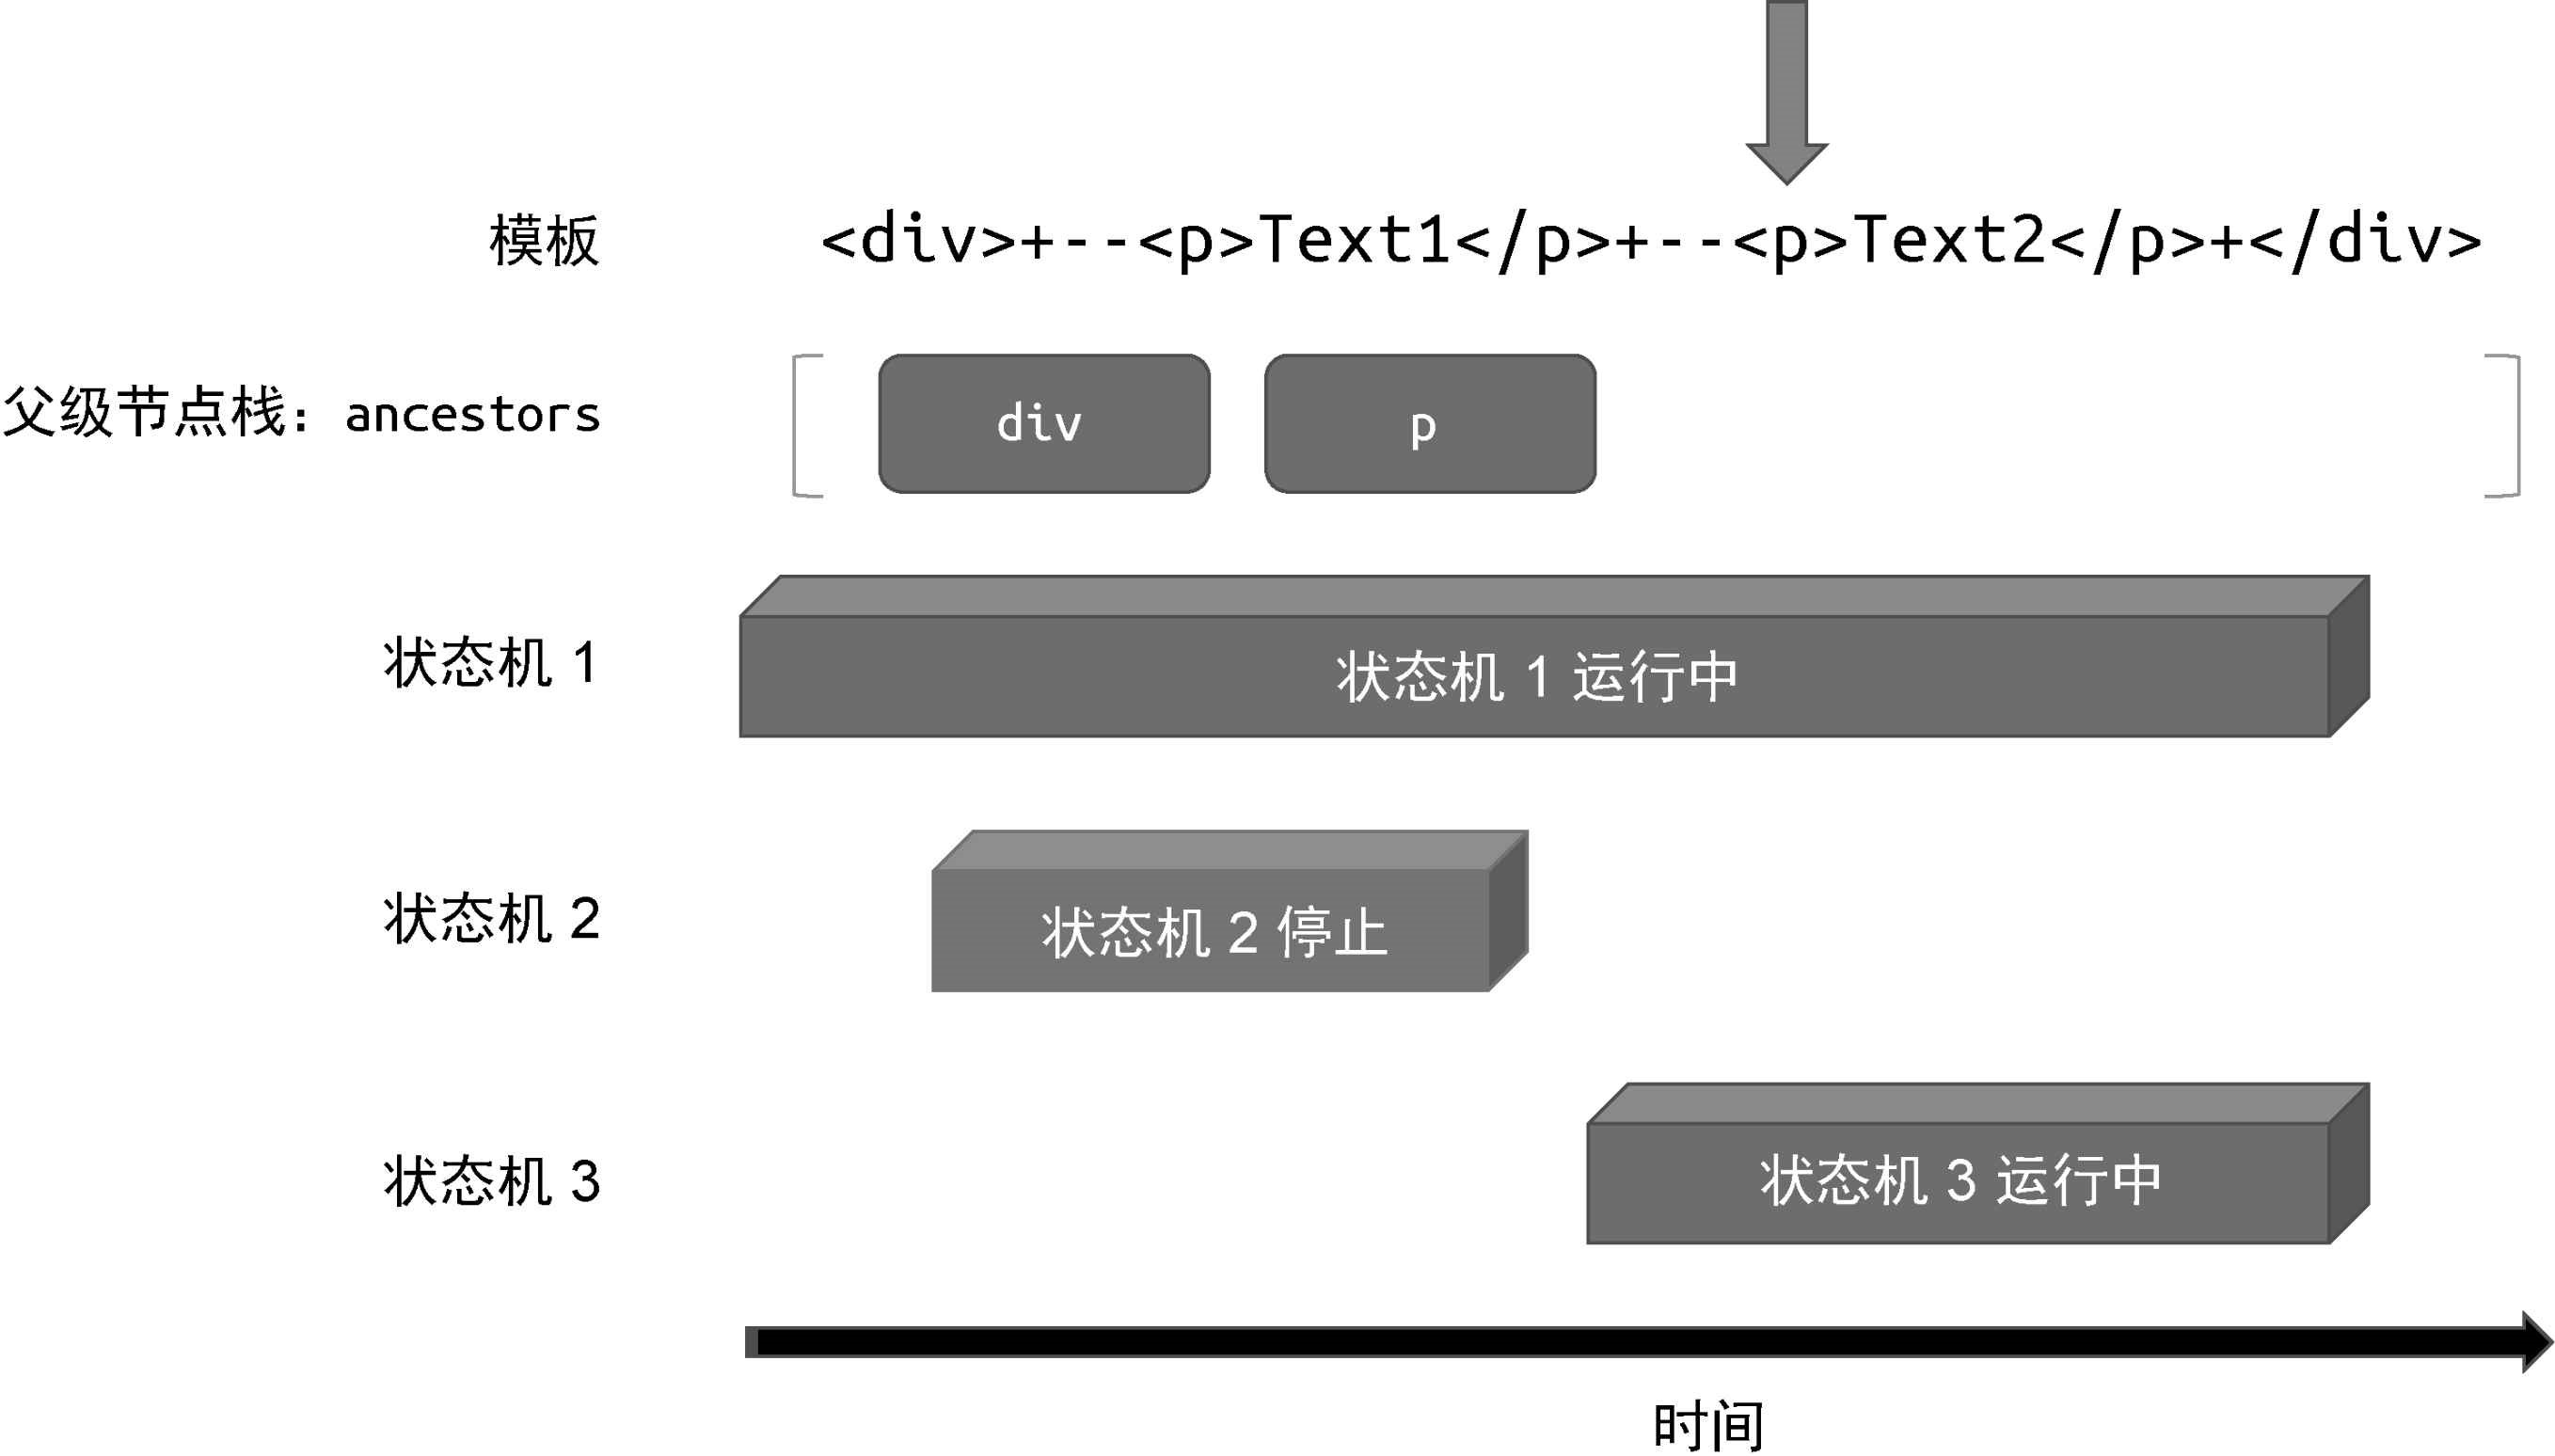 模板 <div>+--<p>Text1</p>+--<p>Text2</p>+</div>
父级节点栈：ancestors div p
状态机 1 状态机 1 运行中
状态机 2 状态机 2 停止
状态机 3 状态机 3 运行中
时间